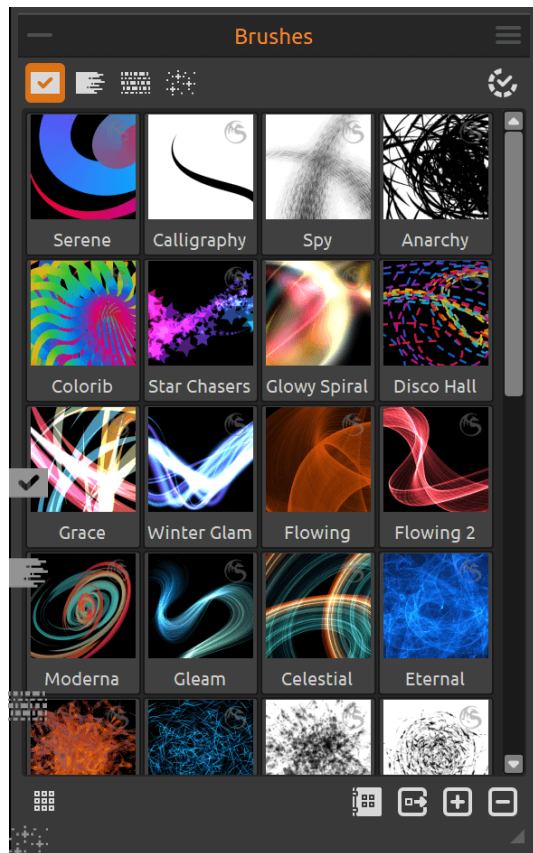 Brushes
Serene
Calligraphy
Spy
Anarchy
Colorib
Star Chasers
Glowy Spiral
Disco Hall
Grace
Winter Glam
Flowing
Flowing 2
Moderna
Gleam
Celestial
Eternal